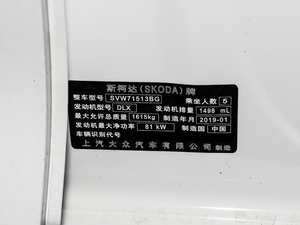 斯柯达(SKODA)牌
整车型号 SVW71513BG 乘坐人数 5
发动机型号 DLX 发动机排量 1498 mL
最大允许总质量 1615kg 制造年月 2019-01
发动机最大净功率 81 kW 制造国 中国
车辆识别代号
上汽大众汽车有限公司 制造